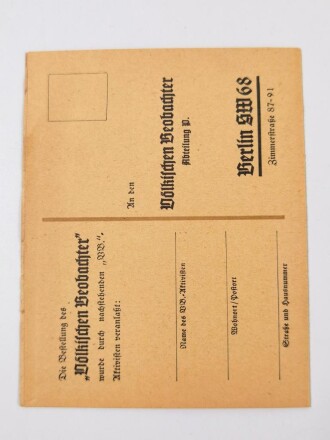 Die Bestellung des
„Völkischen Beobachter"
wurde durch nachstehenden „VB."-
Aktivisten veranlaßt:
Name des VB.-Aktivisten
Wohnort/Postort
Straße und Hausnummer
An den
Völkischen Beobachter
Abteilung P.
Berlin SW 68
Zimmerstraße 87-91